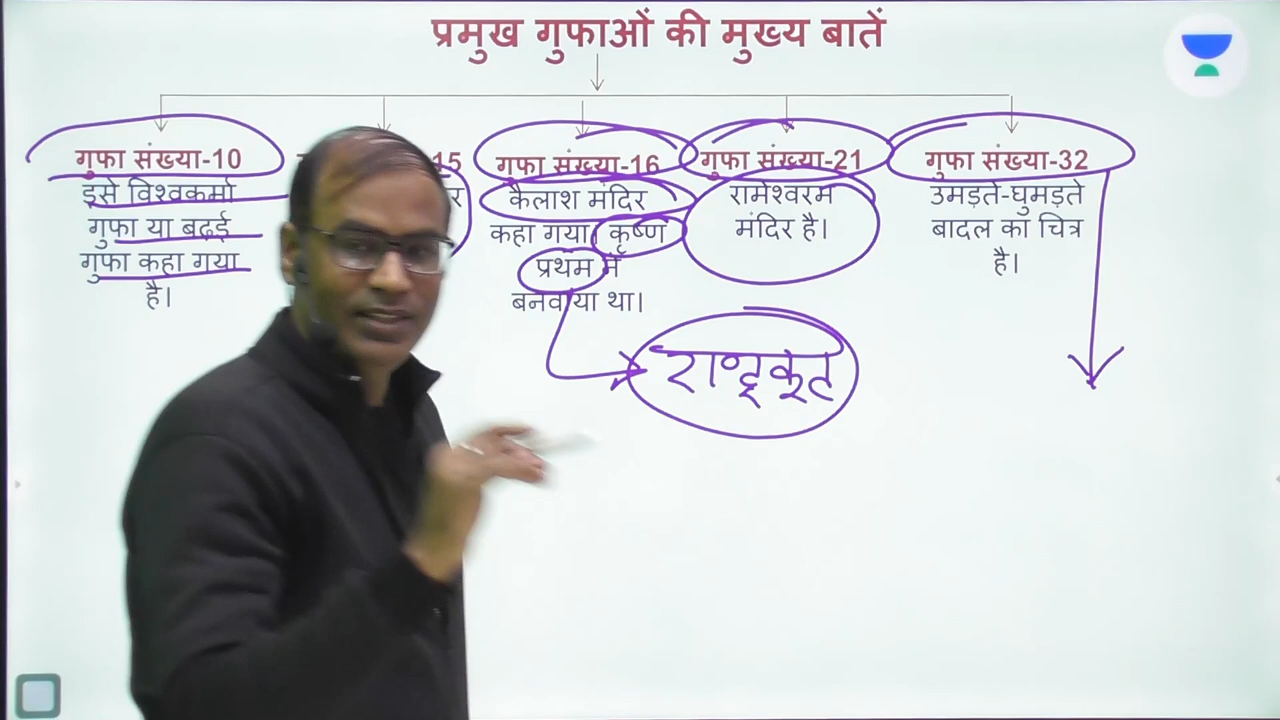 प्रमुख गुफाओं की मुख्य बातें
गुफा संख्या-10
इसे विश्वकर्मा
गुफा या बढ़ई
गुफा कहा गया
है।
15
गुफा संख्या-16
कैलाश मंदिर
कहा गया। कृष्ण
प्रथम ने
बनवाया था।
राष्ट्रकूट
गुफा संख्या-21
रामेश्वरम
मंदिर है।
गुफा संख्या-32
उमड़ते-घुमड़ते
बादल का चित्र
है।